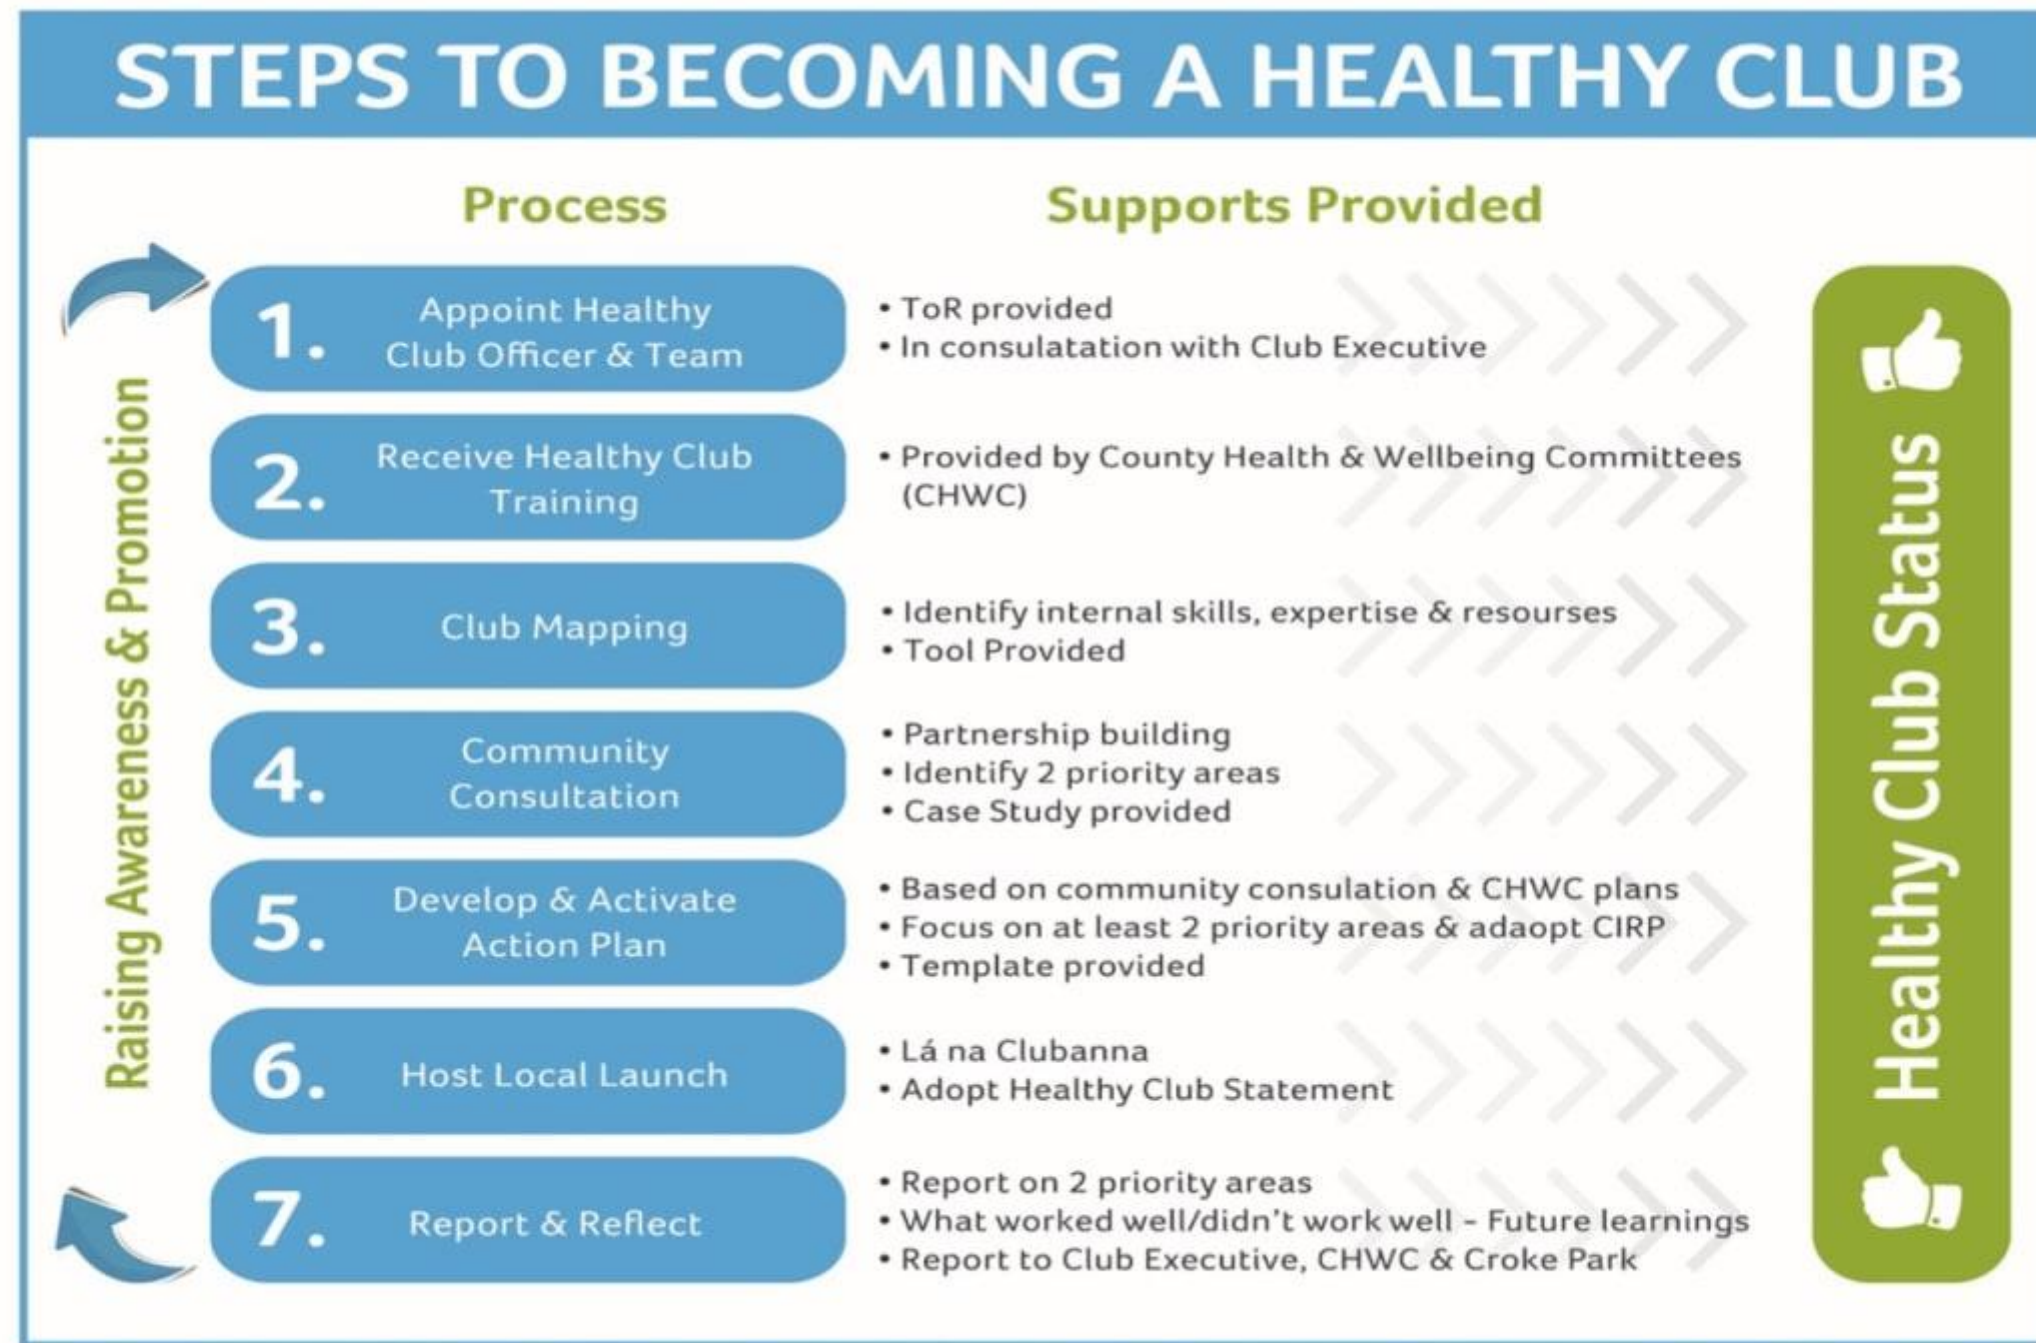 STEPS TO BECOMING A HEALTHY CLUB
Process
Supports Provided
Raising Awareness & Promotion
1.
Appoint Healthy
Club Officer & Team
• ToR provided
• In consulatation with Club Executive
2.
Receive Healthy Club
Training
• Provided by County Health & Wellbeing Committees
(CHWC)
3.
Club Mapping
• Identify internal skills, expertise & resourses
• Tool Provided
4.
Community
Consultation
• Partnership building
• Identify 2 priority areas
• Case Study provided
5.
Develop & Activate
Action Plan
• Based on community consulation & CHWC plans
• Focus on at least 2 priority areas & adaopt CIRP
• Template provided
6.
Host Local Launch
• Lá na Clubanna
• Adopt Healthy Club Statement
7.
Report & Reflect
• Report on 2 priority areas
• What worked well/didn't work well – Future learnings
• Report to Club Executive, CHWC & Croke Park
Healthy Club Status